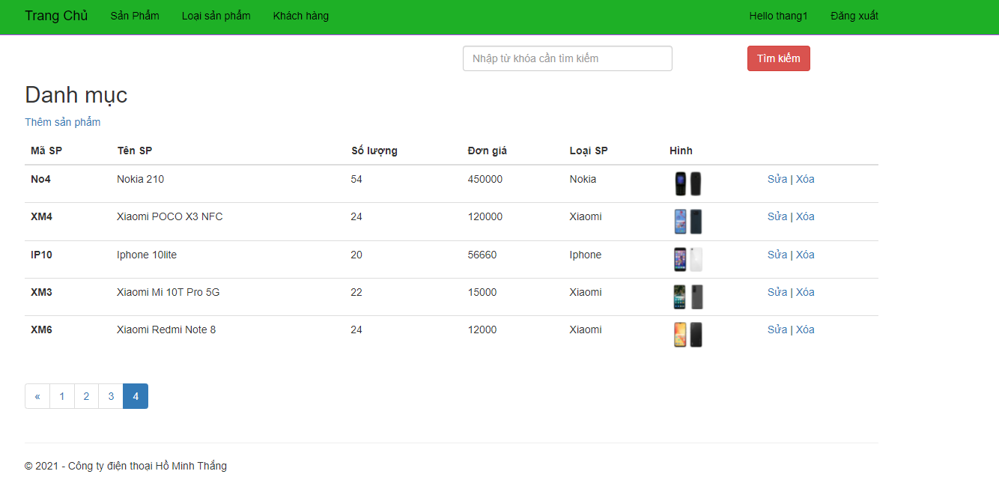 Trang Chủ Sản Phẩm Loại sản phẩm Khách hàng Hello thang1 Đăng xuất
Nhập từ khóa cần tìm kiếm Tìm kiếm
Danh mục
Thêm sản phẩm
Mã SP Tên SP Số lượng Đơn giá Loại SP Hình
No4 Nokia 210 54 450000 Nokia Sửa | Xóa
XM4 Xiaomi POCO X3 NFC 24 120000 Xiaomi Sửa | Xóa
IP10 Iphone 10lite 20 56660 Iphone Sửa | Xóa
XM3 Xiaomi Mi 10T Pro 5G 22 15000 Xiaomi Sửa | Xóa
XM6 Xiaomi Redmi Note 8 24 12000 Xiaomi Sửa | Xóa
« 1 2 3 4
© 2021 - Công ty điện thoại Hồ Minh Thắng